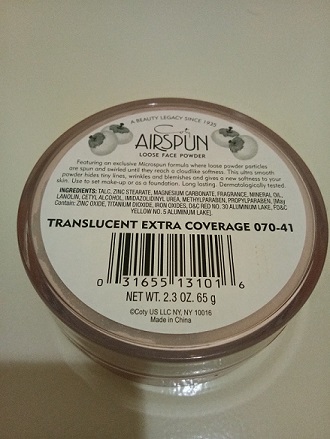 A BEAUTY LEGACY SINCE 1935
Coty
AIRSPUN
LOOSE FACE POWDER
Featuring an exclusive Microspun formula where loose powder particles
are spun and swirled until they reach a cloudlike softness. This ultra smooth
powder hides tiny lines, wrinkles and blemishes and gives a new softness to your
skin. Use to set make-up or as a foundation. Long lasting. Dermatologically tested.
INGREDIENTS: TALC, ZINC STEARATE, MAGNESIUM CARBONATE, FRAGRANCE, MINERAL OIL,
LANOLIN, CETYL ALCOHOL, IMIDAZOLIDINYL UREA, METHYLPARABEN, PROPYLPARABEN, [May
Contain: ZINC OXIDE, TITANIUM DIOXIDE, IRON OXIDES, D&C RED NO. 30 ALUMINUM LAKE, FD&C
YELLOW NO. 5 ALUMINUM LAKE]
TRANSLUCENT EXTRA COVERAGE 070-41
0 31655 13101 6
NET WT. 2.3 OZ. 65 g
©Coty US LLC NY, NY 10016
Made in China